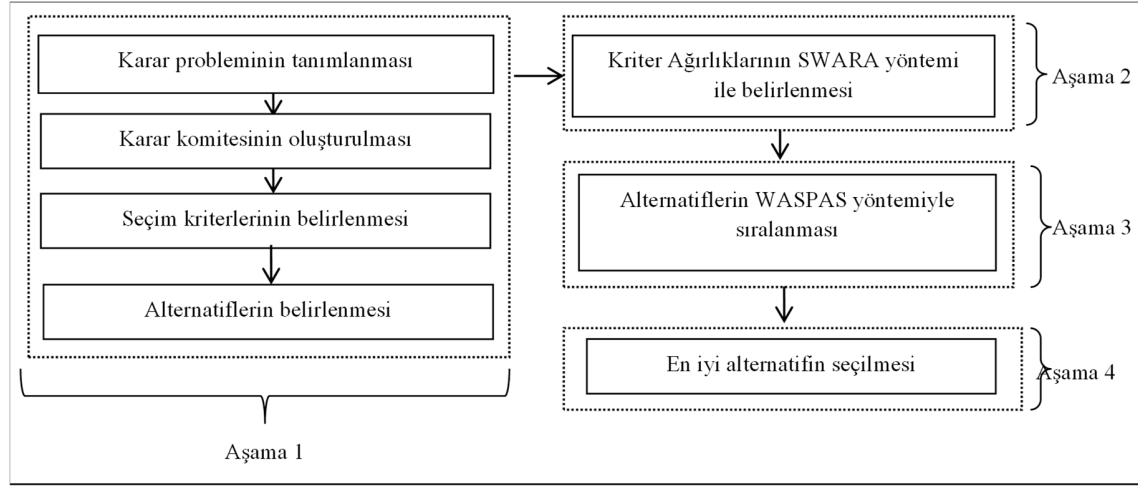 Karar probleminin tanımlanması
Karar komitesinin oluşturulması
Seçim kriterlerinin belirlenmesi
Alternatiflerin belirlenmesi
Aşama 1
Kriter Ağırlıklarının SWARA yöntemi
ile belirlenmesi
Aşama 2
Alternatiflerin WASPAS yöntemiyle
sıralanması
Aşama 3
En iyi alternatifin seçilmesi
Aşama 4